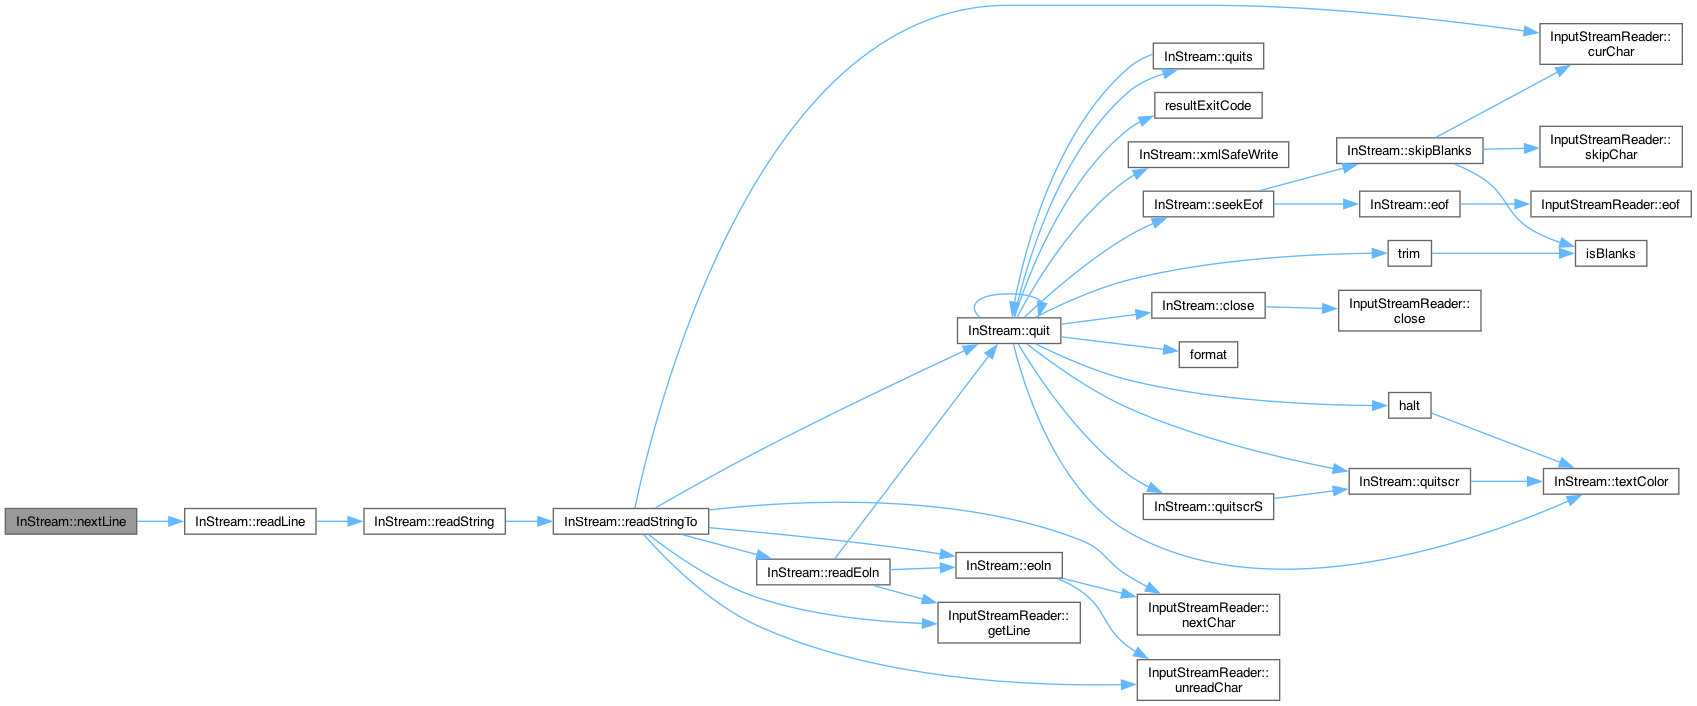 InStream::nextLine
InStream::readLine
InStream::readString
InStream::readStringTo
InStream::readEoln
InStream::quit
InStream::eoln
InputStreamReader::
getLine
InStream::quits
resultExitCode
InStream::xmlSafeWrite
InStream::seekEof
InStream::close
format
InStream::quitscrS
InputStreamReader::
nextChar
InputStreamReader::
unreadChar
InStream::skipBlanks
InStream::eof
trim
InputStreamReader::
close
halt
InStream::quitscr
InputStreamReader::
curChar
InputStreamReader::
skipChar
InputStreamReader::eof
isBlanks
InStream::textColor